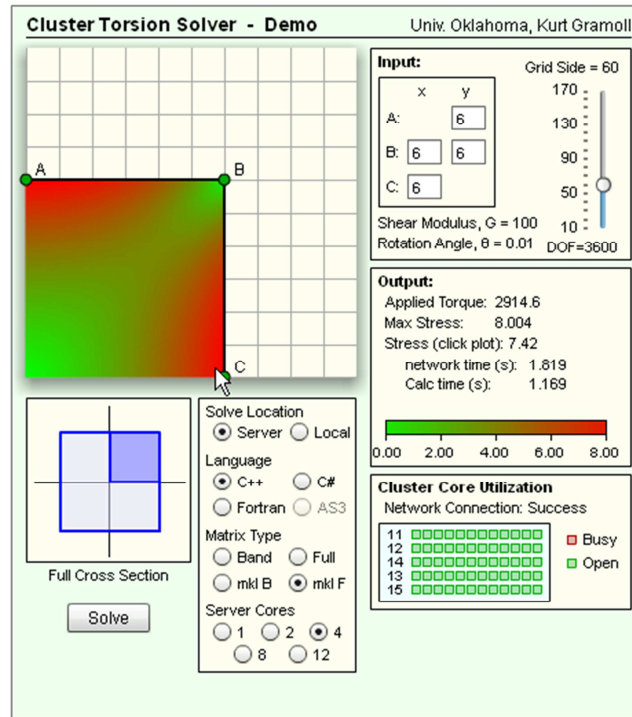 Cluster Torsion Solver - Demo
Univ. Oklahoma, Kurt Gramoll
A
B
C
Input:
Grid Side = 60
x y
A: 6
B: 6 6
C: 6
170
130
90
50
10
Shear Modulus, G = 100
Rotation Angle, θ = 0.01
DOF=3600
Output:
Applied Torque: 2914.6
Max Stress: 8.004
Stress (click plot): 7.42
network time (s): 1.819
Calc time (s): 1.169
0.00 2.00 4.00 6.00 8.00
Full Cross Section
Solve
Solve Location
Server Local
Language
C++ C#
Fortran AS3
Matrix Type
Band Full
mkl B mkl F
Server Cores
1 2 4
8 12
Cluster Core Utilization
Network Connection: Success
11
12
14
13
15
Busy
Open